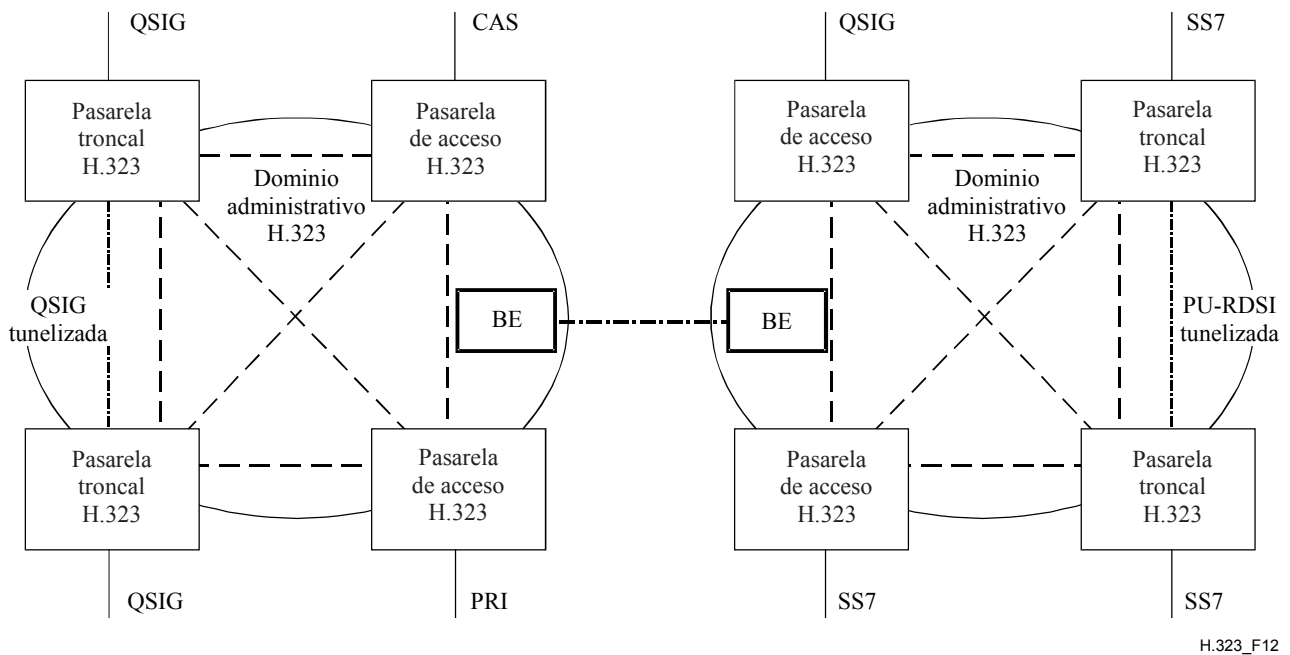 QSIG
CAS
QSIG
SS7
Pasarela
troncal
H.323
Pasarela
de acceso
H.323
Pasarela
de acceso
H.323
Pasarela
troncal
H.323
Dominio
administrativo
H.323
Dominio
administrativo
H.323
QSIG
tunelizada
BE
BE
PU-RDSI
tunelizada
Pasarela
troncal
H.323
Pasarela
de acceso
H.323
Pasarela
de acceso
H.323
Pasarela
troncal
H.323
QSIG
PRI
SS7
SS7
H.323_F12